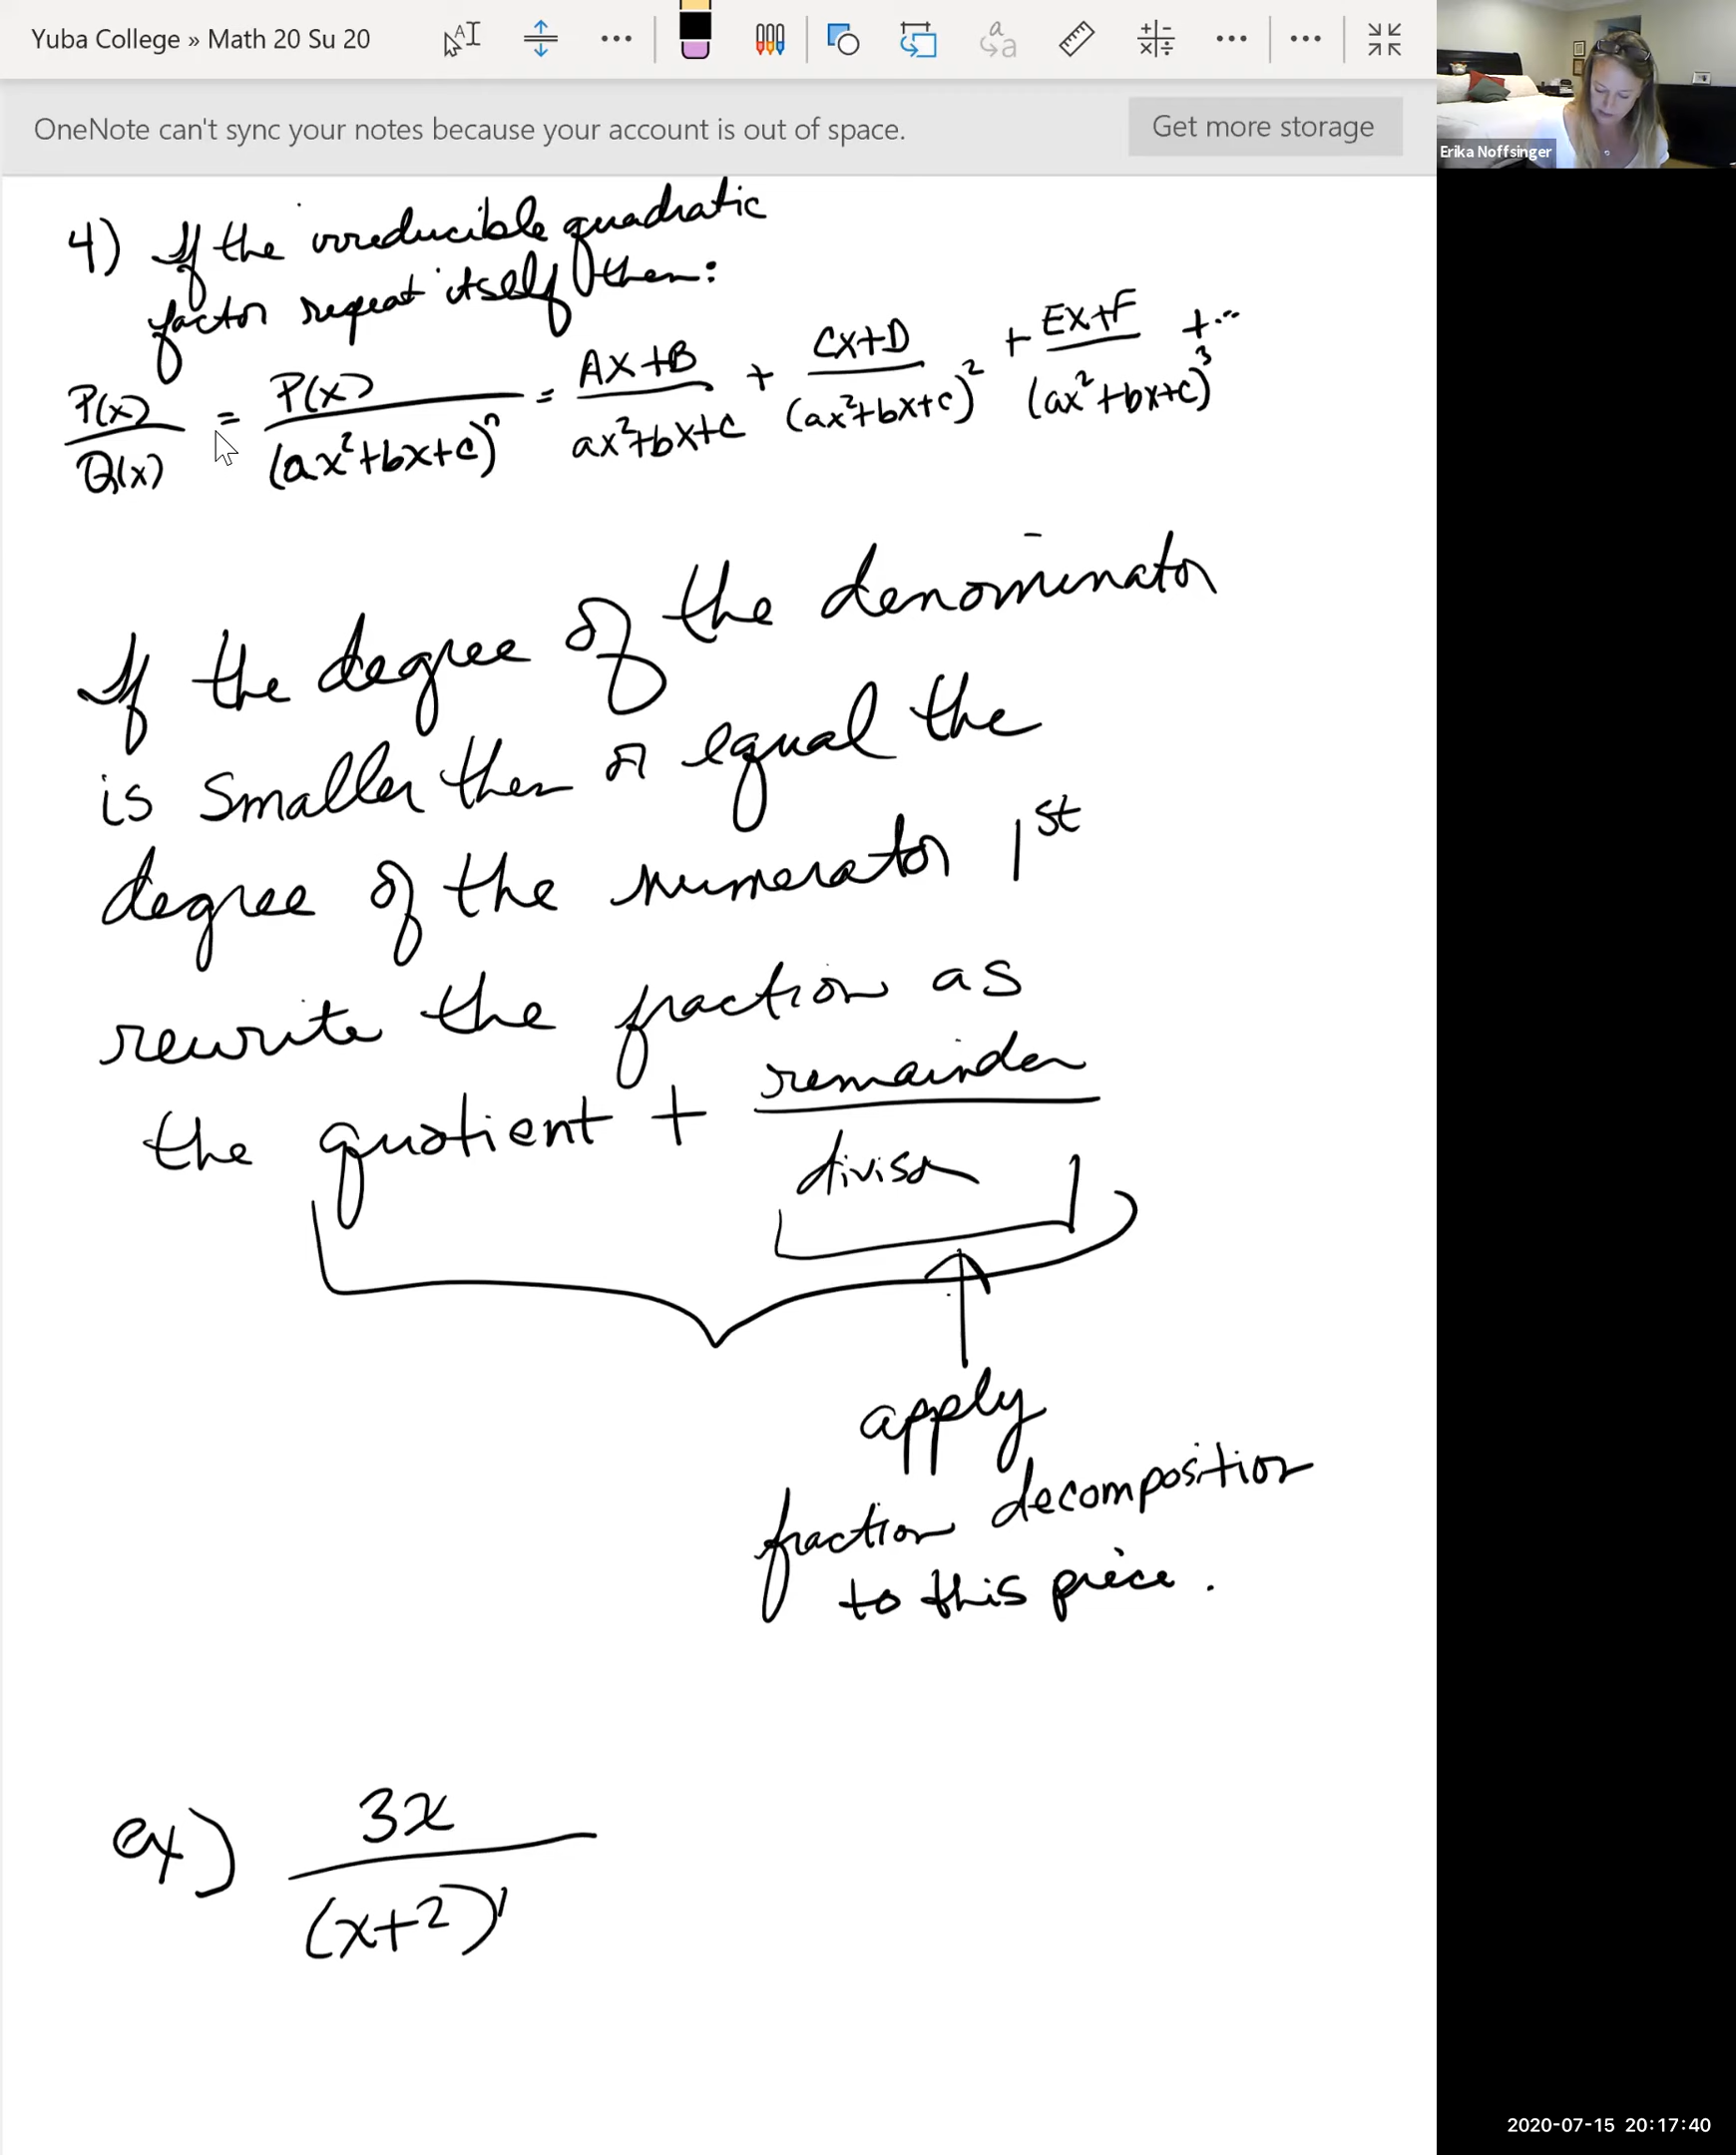 Yuba College » Math 20 Su 20
OneNote can't sync your notes because your account is out of space.
Get more storage
Erika Noffsinger
4) If the irreducible quadratic
factor repeat itself then:
P(x)/Q(x) = P(x)/(ax²+bx+c)ⁿ = AX+B/ax²+bx+c + CX+D/(ax²+bx+c)² + EX+F/(ax²+bx+c)³ +...
If the degree of the denominator
is smaller then or equal the
degree of the numerator 1st
rewrite the fraction as
the quotient + remainder/divisor
apply
fraction decomposition
to this piece.
ex) 3x/(x+2)
2020-07-15 20:17:40